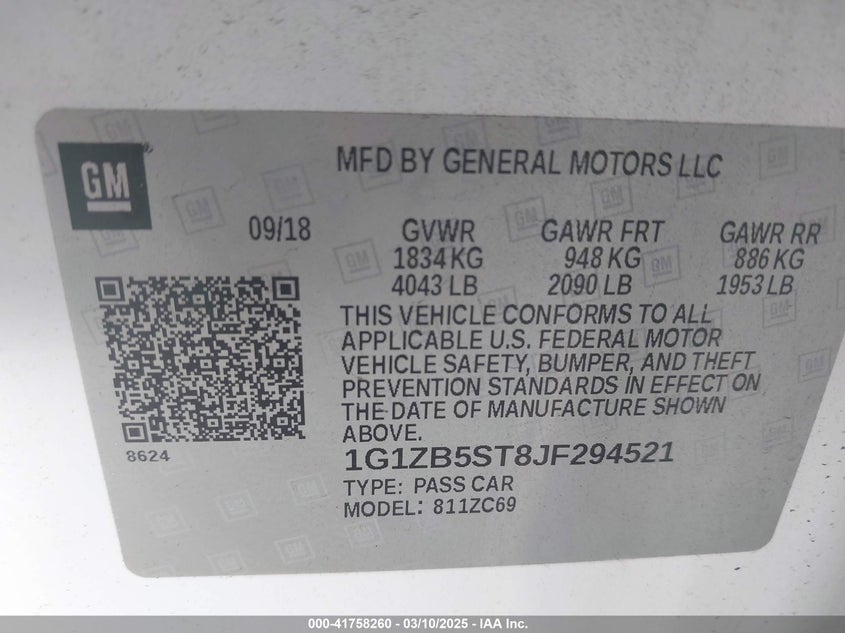 GM
MFD BY GENERAL MOTORS LLC
09/18
GVWR
1834 KG
4043 LB
GAWR FRT
948 KG
2090 LB
GAWR RR
886 KG
1953 LB
THIS VEHICLE CONFORMS TO ALL
APPLICABLE U.S. FEDERAL MOTOR
VEHICLE SAFETY, BUMPER, AND THEFT
PREVENTION STANDARDS IN EFFECT ON
THE DATE OF MANUFACTURE SHOWN
ABOVE.
8624
1G1ZB5ST8JF294521
TYPE: PASS CAR
MODEL: 811ZC69
000-41758260 - 03/10/2025 - IAA Inc.